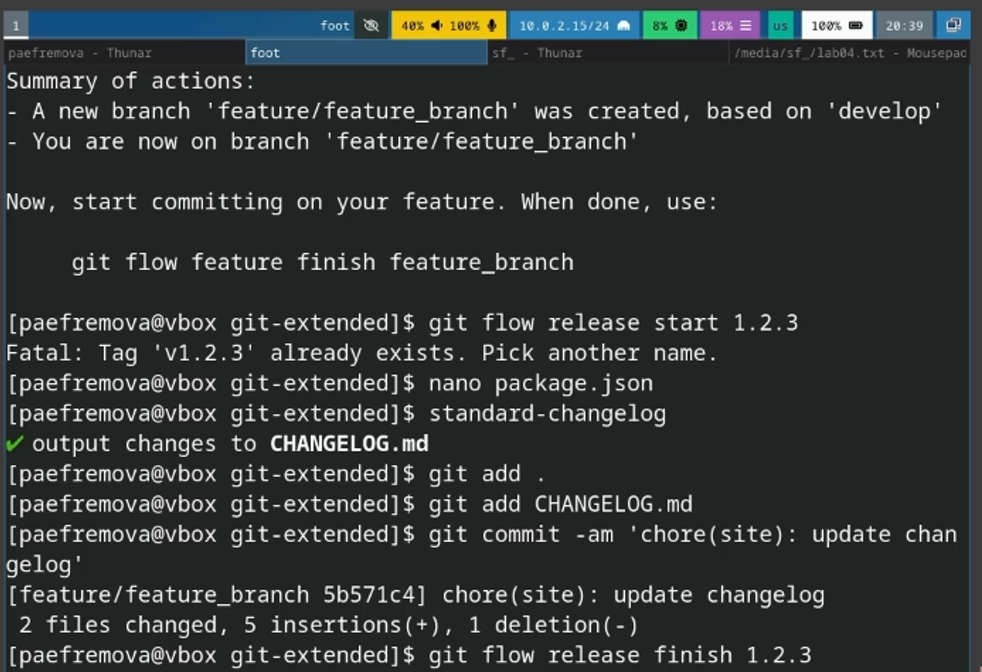 1 foot 40% 100% 10.0.2.15/24 8% 18% us 100% 20:39
paefremova - Thunar foot sf_ - Thunar /media/sf_/lab04.txt - Mousepad
Summary of actions:
- A new branch 'feature/feature_branch' was created, based on 'develop'
- You are now on branch 'feature/feature_branch'
Now, start committing on your feature. When done, use:
git flow feature finish feature_branch
[paefremova@vbox git-extended]$ git flow release start 1.2.3
Fatal: Tag 'v1.2.3' already exists. Pick another name.
[paefremova@vbox git-extended]$ nano package.json
[paefremova@vbox git-extended]$ standard-changelog
✔ output changes to CHANGELOG.md
[paefremova@vbox git-extended]$ git add .
[paefremova@vbox git-extended]$ git add CHANGELOG.md
[paefremova@vbox git-extended]$ git commit -am 'chore(site): update chan
gelog'
[feature/feature_branch 5b571c4] chore(site): update changelog
2 files changed, 5 insertions(+), 1 deletion(-)
[paefremova@vbox git-extended]$ git flow release finish 1.2.3